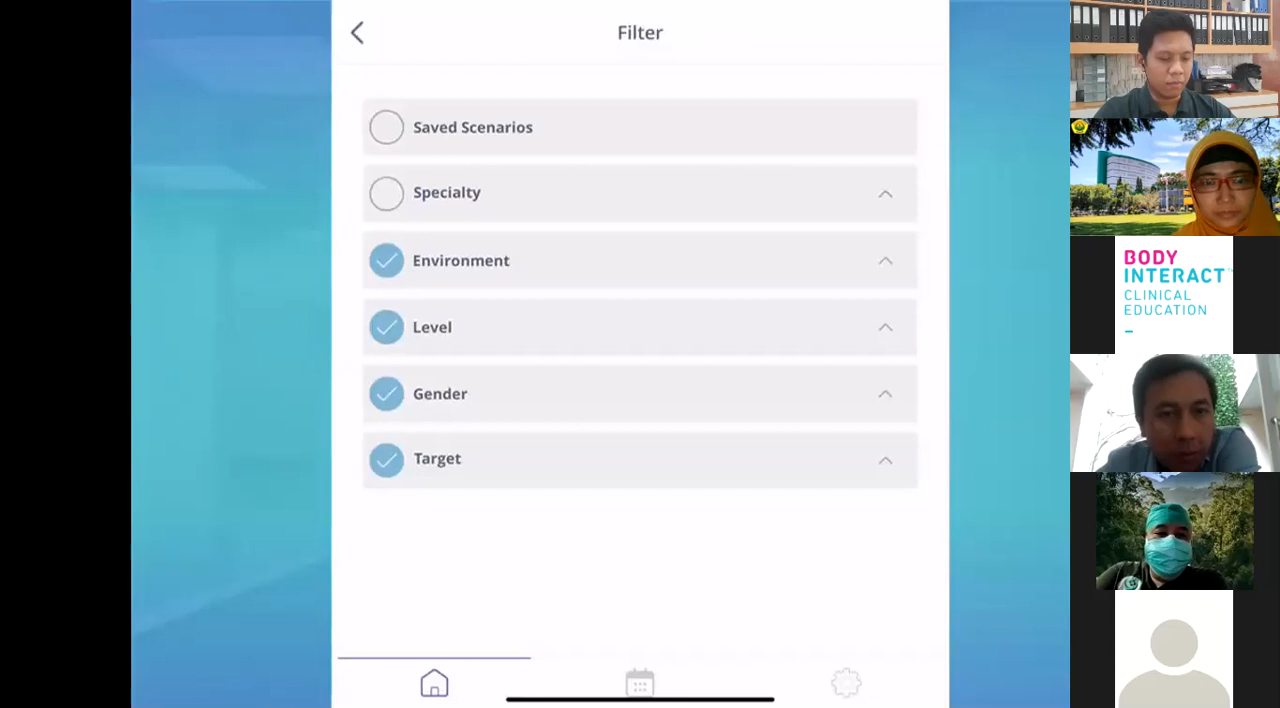 Filter
Saved Scenarios
Specialty
Environment
Level
Gender
Target
BODY
INTERACT
CLINICAL
EDUCATION